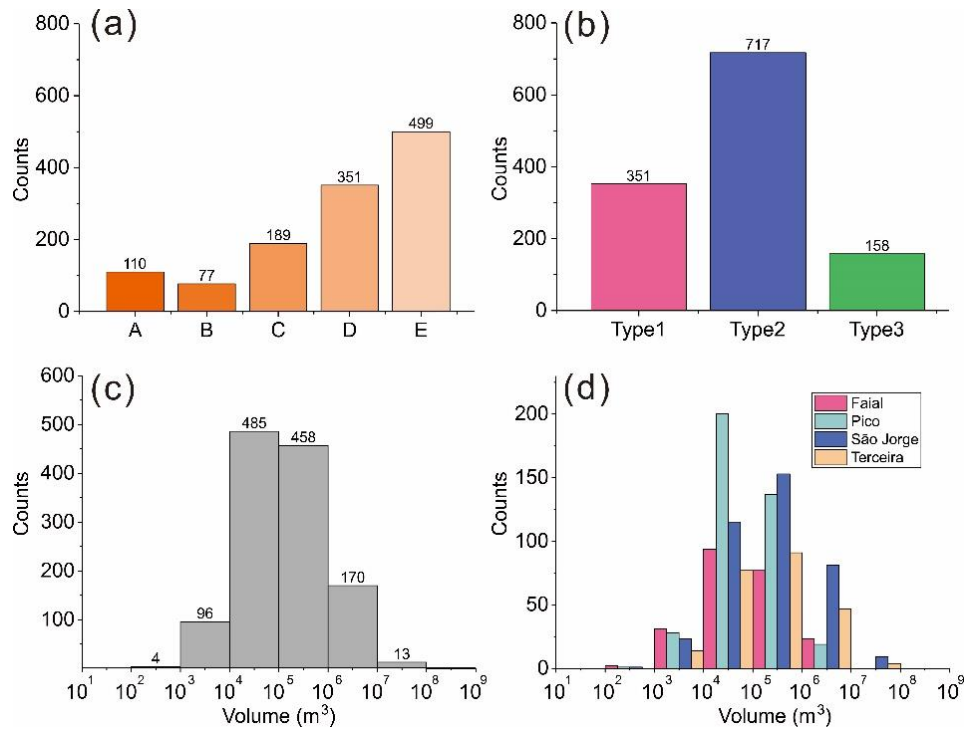 (a)
Counts
800
600
400
200
0
110
77
189
351
499
A B C D E
(b)
Counts
800
600
400
200
0
351
717
158
Type1 Type2 Type3
(c)
Counts
600
500
400
300
200
100
4
96
485
458
170
13
10¹ 10² 10³ 10⁴ 10⁵ 10⁶ 10⁷ 10⁸ 10⁹
Volume (m³)
(d)
Faial
Pico
São Jorge
Terceira
Counts
200
150
100
50
0
10¹ 10² 10³ 10⁴ 10⁵ 10⁶ 10⁷ 10⁸ 10⁹
Volume (m³)